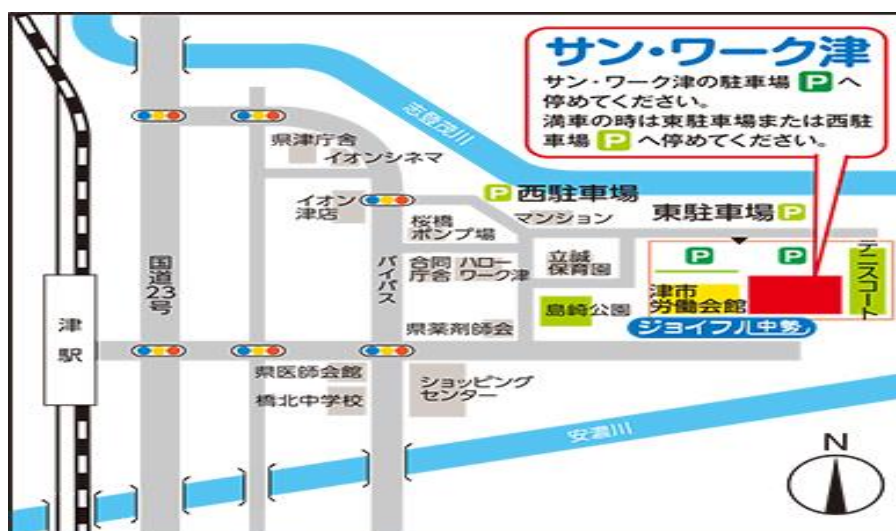 サン・ワーク津
サン・ワーク津の駐車場 P へ
停めてください。
満車の時は東駐車場または西駐
車場 P へ停めてください。
志登茂川
県津庁舎
イオンシネマ
P 西駐車場
イオン
津店
桜橋
ポンプ場
マンション
東駐車場 P
国道23号
バイパス
合同
庁舎
ハロー
ワーク津
立誠
保育園
P
P
テニスコート
津市
労働会館
島崎公園
ジョイフル中勢
津駅
県薬剤師会
県医師会館
橋北中学校
ショッピング
センター
安濃川
N